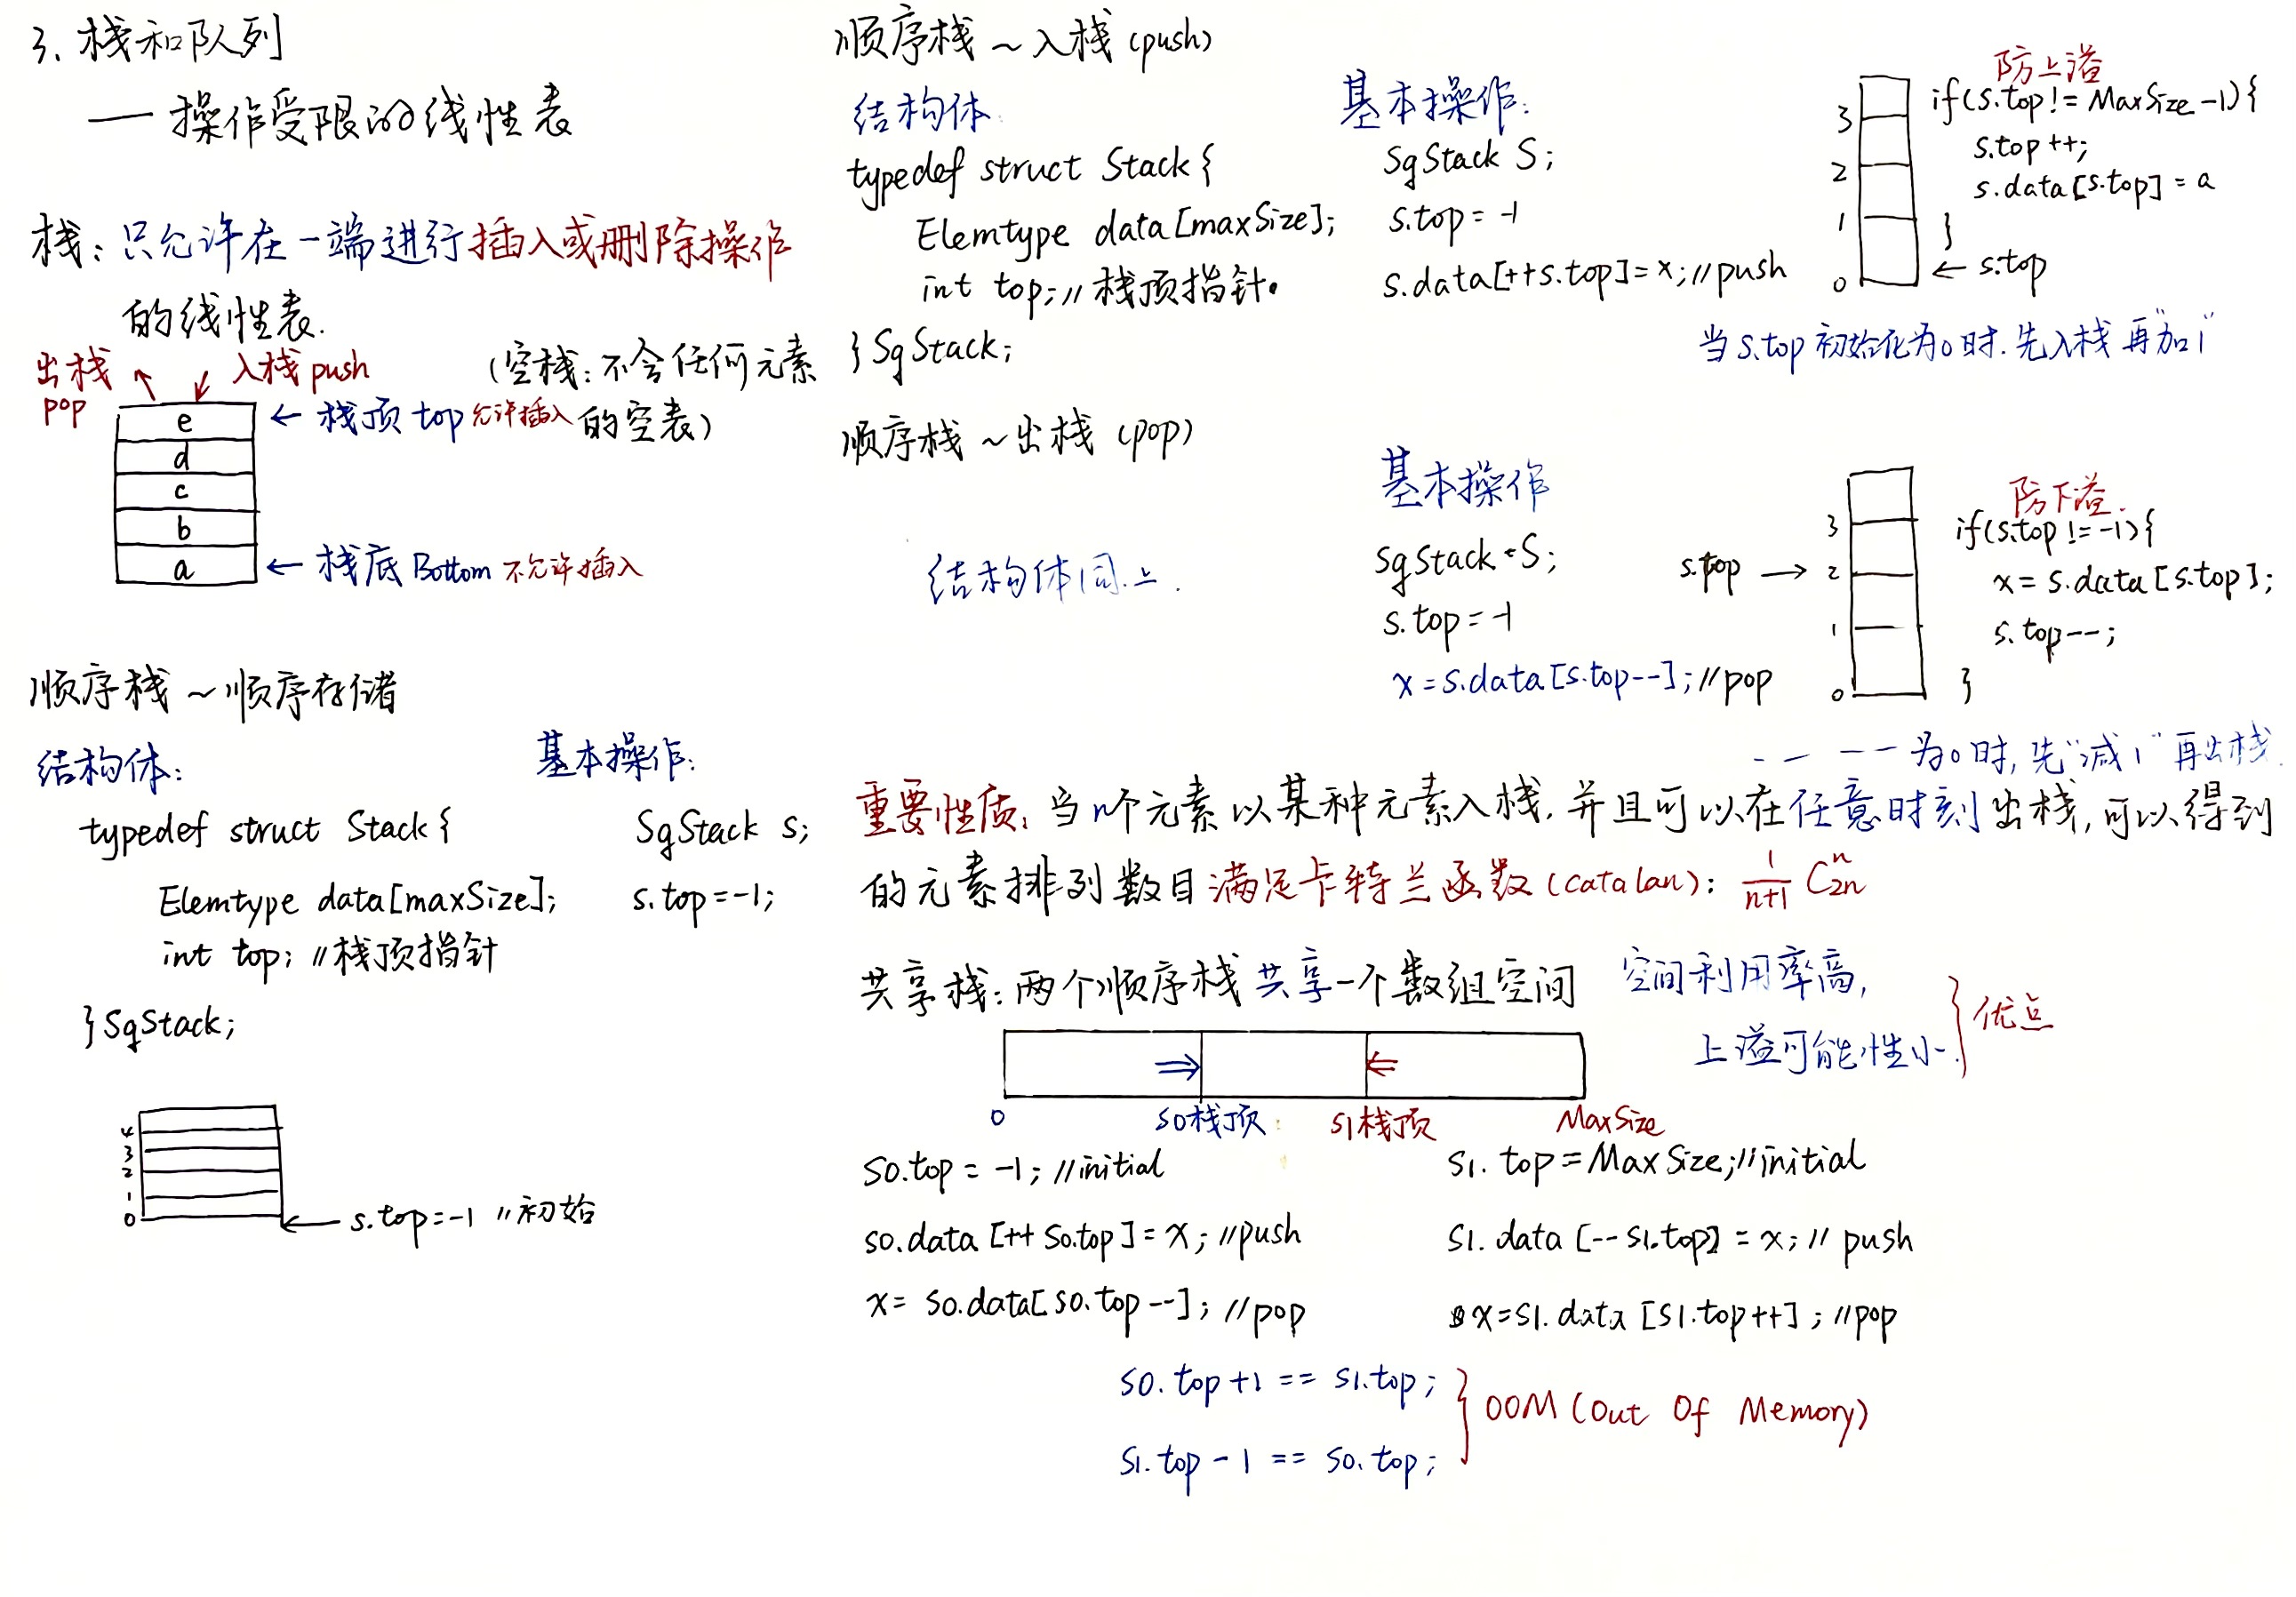 3. 栈和队列
— 操作受限的线性表
栈: 只允许在一端进行插入或删除操作
的线性表.
出栈 pop
入栈 push
(空栈: 不含任何元素
的空表)
e ← 栈顶 top 允许插入
d
c
b
a ← 栈底 Bottom 不允许插入
顺序栈 ~ 顺序存储
结构体:
typedef struct Stack {
Elemtype data[maxSize];
int top; // 栈顶指针
} SqStack;
基本操作:
SqStack s;
s.top = -1;
4
3
2
1
0
← s.top = -1 // 初始
顺序栈 ~ 入栈 (push)
结构体
typedef struct Stack {
Elemtype data [maxSize];
int top; // 栈顶指针.
} SqStack;
基本操作:
SqStack S;
s.top = -1
s.data[++s.top] = x; // push
3
2
1
0
防上溢
if(s.top != MaxSize -1) {
s.top ++;
s.data [s.top] = a
}
← s.top
当 s.top 初始化为0时. 先入栈 再"加1"
顺序栈 ~ 出栈 (pop)
结构体同上.
基本操作
SqStack S;
s.top = -1
x = s.data[s.top--]; // pop
s.top → 2
3
1
0
防下溢.
if(s.top != -1) {
x = s.data [s.top];
s.top --;
}
- — — — 为0时, 先"减1" 再出栈.
重要性质: 当n个元素以某种元素入栈, 并且可以在任意时刻出栈, 可以得到
的元素排列数目满足卡特兰函数 (catalan): 1/(n+1) C_{2n}^{n}
共享栈: 两个顺序栈共享一个数组空间
空间利用率高,
上溢可能性小.
} 优点
⇒ ⇐
0 S0栈顶 S1栈顶 MaxSize
S0.top = -1; // initial
S0.data [++ S0.top] = x; // push
x = S0.data[S0.top --]; // pop
S1.top = MaxSize; // initial
S1.data [-- S1.top] = x; // push
x = S1.data [S1.top ++]; // pop
S0.top + 1 == S1.top;
S1.top - 1 == S0.top;
} OOM (Out Of Memory)